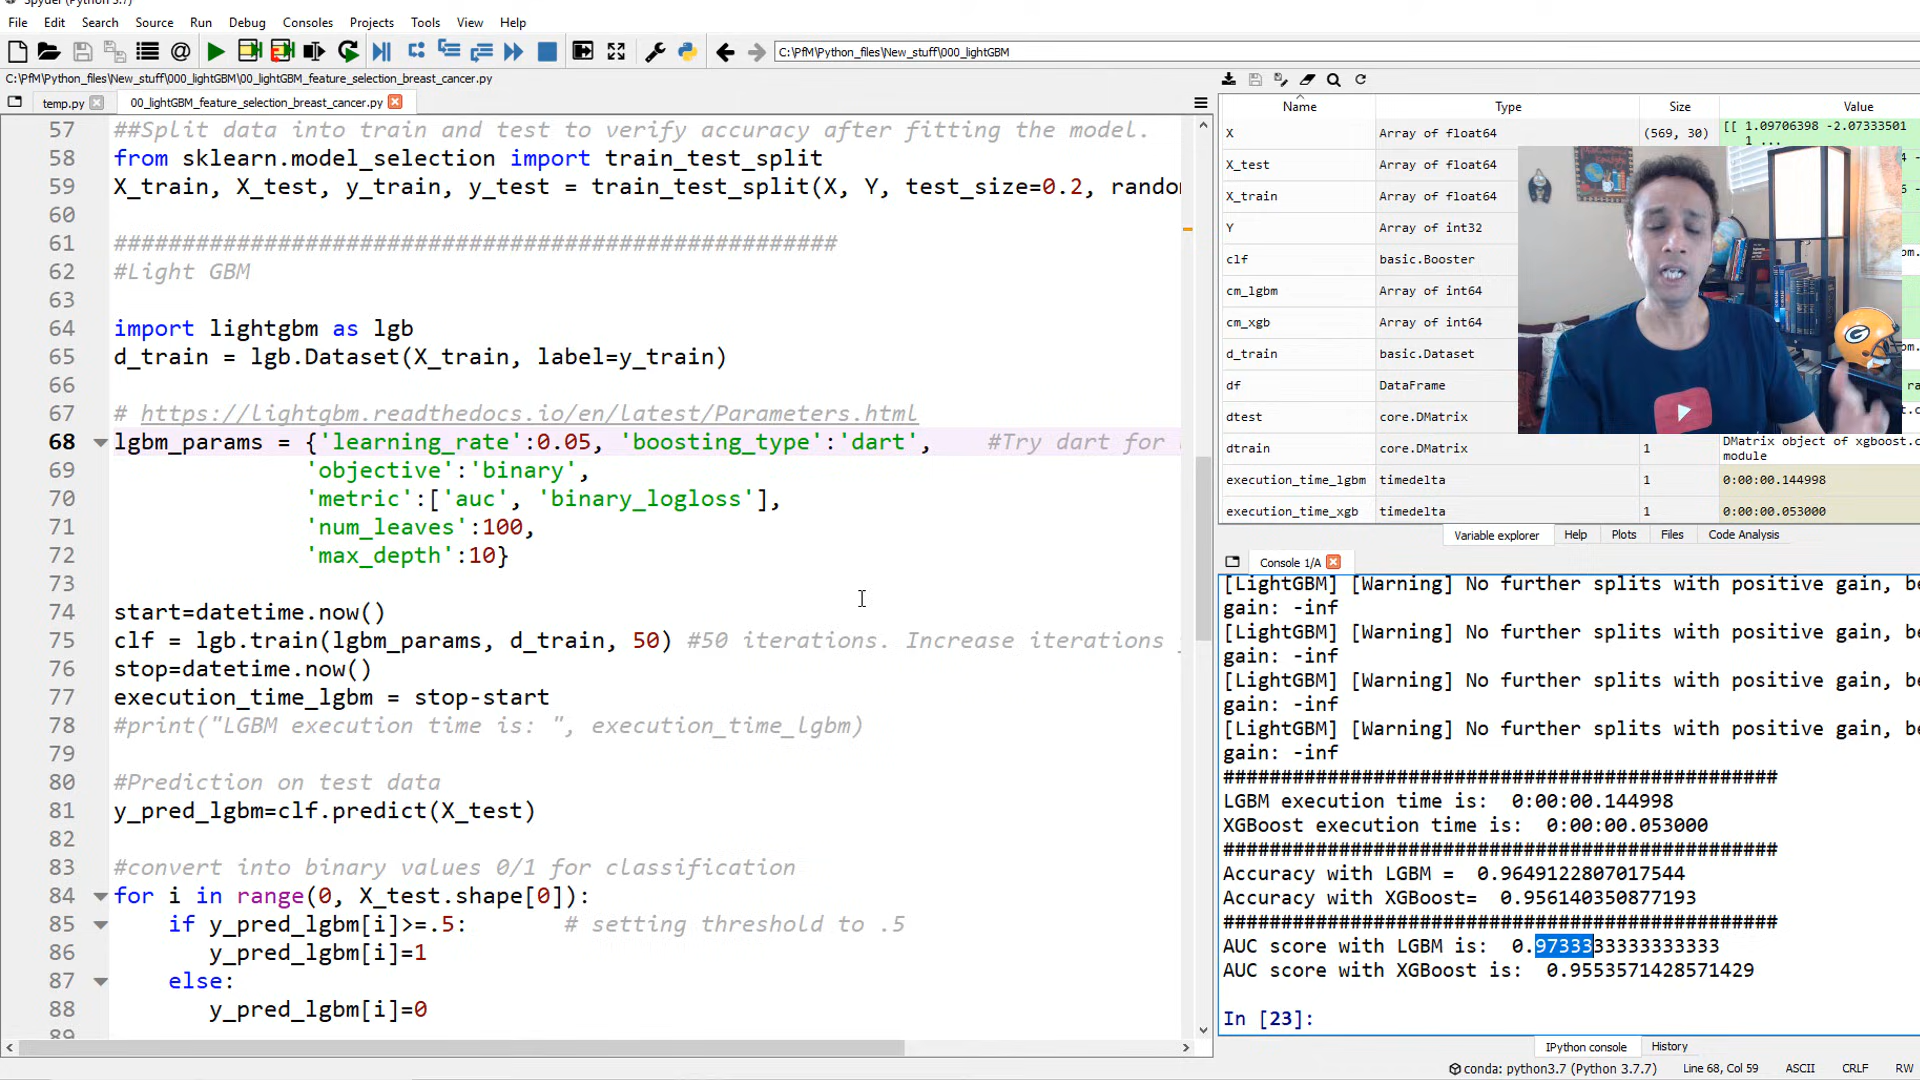 Spyder (Python 3.7)
File Edit Search Source Run Debug Consoles Projects Tools View Help
C:\PfM\Python_files\New_stuff\000_lightGBM
C:\PfM\Python_files\New_stuff\000_lightGBM\00_lightGBM_feature_selection_breast_cancer.py
temp.py 00_lightGBM_feature_selection_breast_cancer.py
57 ##Split data into train and test to verify accuracy after fitting the model.
58 from sklearn.model_selection import train_test_split
59 X_train, X_test, y_train, y_test = train_test_split(X, Y, test_size=0.2, rando
60
61 #####################################################
62 #Light GBM
63
64 import lightgbm as lgb
65 d_train = lgb.Dataset(X_train, label=y_train)
66
67 # https://lightgbm.readthedocs.io/en/latest/Parameters.html
68 lgbm_params = {'learning_rate':0.05, 'boosting_type':'dart', #Try dart for
69 'objective':'binary',
70 'metric':['auc', 'binary_logloss'],
71 'num_leaves':100,
72 'max_depth':10}
73
74 start=datetime.now()
75 clf = lgb.train(lgbm_params, d_train, 50) #50 iterations. Increase iterations
76 stop=datetime.now()
77 execution_time_lgbm = stop-start
78 #print("LGBM execution time is: ", execution_time_lgbm)
79
80 #Prediction on test data
81 y_pred_lgbm=clf.predict(X_test)
82
83 #convert into binary values 0/1 for classification
84 for i in range(0, X_test.shape[0]):
85 if y_pred_lgbm[i]>=.5: # setting threshold to .5
86 y_pred_lgbm[i]=1
87 else:
88 y_pred_lgbm[i]=0
89
Name Type Size Value
X Array of float64 (569, 30) [[ 1.09706398 -2.07333501
1 ...
X_test Array of float64
X_train Array of float64
Y Array of int32
clf basic.Booster
cm_lgbm Array of int64
cm_xgb Array of int64
d_train basic.Dataset
df DataFrame
dtest core.DMatrix
dtrain core.DMatrix 1 DMatrix object of xgboost.c
module
execution_time_lgbm timedelta 1 0:00:00.144998
execution_time_xgb timedelta 1 0:00:00.053000
Variable explorer Help Plots Files Code Analysis
Console 1/A
[LightGBM] [Warning] No further splits with positive gain, be
gain: -inf
[LightGBM] [Warning] No further splits with positive gain, be
gain: -inf
[LightGBM] [Warning] No further splits with positive gain, be
gain: -inf
[LightGBM] [Warning] No further splits with positive gain, be
gain: -inf
################################################
LGBM execution time is:  0:00:00.144998
XGBoost execution time is:  0:00:00.053000
################################################
Accuracy with LGBM =  0.9649122807017544
Accuracy with XGBoost=  0.956140350877193
################################################
AUC score with LGBM is:  0.9733333333333333
AUC score with XGBoost is:  0.9553571428571429
In [23]:
IPython console History
conda: python3.7 (Python 3.7.7) Line 68, Col 59 ASCII CRLF RW